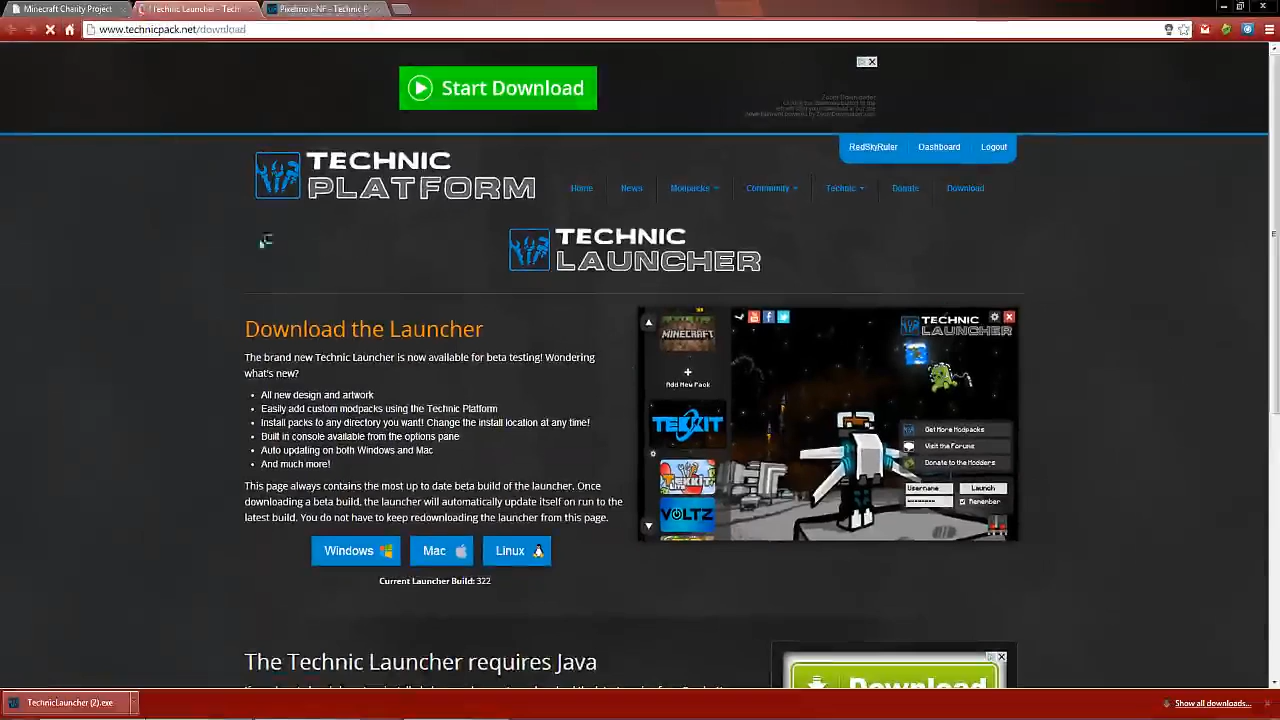 Minecraft Charity Project
Technic Launcher - Tech
Pixelmon-NF - Technic P
www.technicpack.net/download
Start Download
RedSkyRuler Dashboard Logout
TECHNIC
PLATFORM
Home News Modpacks Community Technic Donate Download
TECHNIC
LAUNCHER
Download the Launcher
The brand new Technic Launcher is now available for beta testing! Wondering
what's new?
All new design and artwork
Easily add custom modpacks using the Technic Platform
Install packs to any directory you want! Change the install location at any time!
Built in console available from the options pane
Auto updating on both Windows and Mac
And much more!
This page always contains the most up to date beta build of the launcher. Once
downloading a beta build, the launcher will automatically update itself on run to the
latest build. You do not have to keep redownloading the launcher from this page.
Windows Mac Linux
Current Launcher Build: 322
MINECRAFT
Add New Pack
TEKKIT
TEKKIT
VOLTZ
TECHNIC
LAUNCHER
Get More Modpacks
Visit the Forums
Donate to the Modders
Username Launch
Remember
The Technic Launcher requires Java
Download
TechnicLauncher (2).exe
Show all downloads...